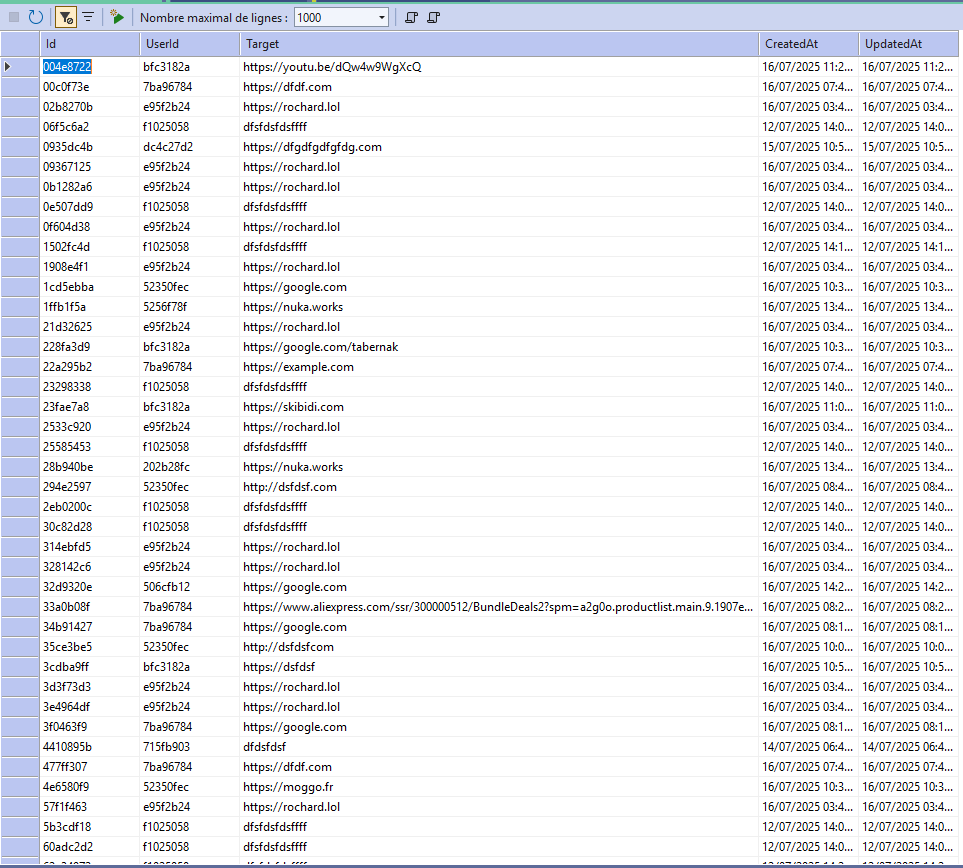 Nombre maximal de lignes : 1000
Id UserId Target CreatedAt UpdatedAt
004e8722 bfc3182a https://youtu.be/dQw4w9WgXcQ 16/07/2025 11:2... 16/07/2025 11:2...
00c0f73e 7ba96784 https://dfdf.com 16/07/2025 07:4... 16/07/2025 07:4...
02b8270b e95f2b24 https://rochard.lol 16/07/2025 03:4... 16/07/2025 03:4...
06f5c6a2 f1025058 dfsfdsfdsffff 12/07/2025 14:0... 12/07/2025 14:0...
0935dc4b dc4c27d2 https://dfgdfgdfgfdg.com 15/07/2025 10:5... 15/07/2025 10:5...
09367125 e95f2b24 https://rochard.lol 16/07/2025 03:4... 16/07/2025 03:4...
0b1282a6 e95f2b24 https://rochard.lol 16/07/2025 03:4... 16/07/2025 03:4...
0e507dd9 f1025058 dfsfdsfdsffff 12/07/2025 14:0... 12/07/2025 14:0...
0f604d38 e95f2b24 https://rochard.lol 16/07/2025 03:4... 16/07/2025 03:4...
1502fc4d f1025058 dfsfdsfdsffff 12/07/2025 14:1... 12/07/2025 14:1...
1908e4f1 e95f2b24 https://rochard.lol 16/07/2025 03:4... 16/07/2025 03:4...
1cd5ebba 52350fec https://google.com 16/07/2025 10:3... 16/07/2025 10:3...
1ffb1f5a 5256f78f https://nuka.works 16/07/2025 13:4... 16/07/2025 13:4...
21d32625 e95f2b24 https://rochard.lol 16/07/2025 03:4... 16/07/2025 03:4...
228fa3d9 bfc3182a https://google.com/tabernak 16/07/2025 10:3... 16/07/2025 10:3...
22a295b2 7ba96784 https://example.com 16/07/2025 07:4... 16/07/2025 07:4...
23298338 f1025058 dfsfdsfdsffff 12/07/2025 14:0... 12/07/2025 14:0...
23fae7a8 bfc3182a https://skibidi.com 16/07/2025 11:0... 16/07/2025 11:0...
2533c920 e95f2b24 https://rochard.lol 16/07/2025 03:4... 16/07/2025 03:4...
25585453 f1025058 dfsfdsfdsffff 12/07/2025 14:0... 12/07/2025 14:0...
28b940be 202b28fc https://nuka.works 16/07/2025 13:4... 16/07/2025 13:4...
294e2597 52350fec http://dsfdsf.com 16/07/2025 08:4... 16/07/2025 08:4...
2eb0200c f1025058 dfsfdsfdsffff 12/07/2025 14:0... 12/07/2025 14:0...
30c82d28 f1025058 dfsfdsfdsffff 12/07/2025 14:0... 12/07/2025 14:0...
314ebfd5 e95f2b24 https://rochard.lol 16/07/2025 03:4... 16/07/2025 03:4...
328142c6 e95f2b24 https://rochard.lol 16/07/2025 03:4... 16/07/2025 03:4...
32d9320e 506cfb12 https://google.com 16/07/2025 14:2... 16/07/2025 14:2...
33a0b08f 7ba96784 https://www.aliexpress.com/ssr/300000512/BundleDeals2?spm=a2g0o.productlist.main.9.1907e... 16/07/2025 08:2... 16/07/2025 08:2...
34b91427 7ba96784 https://google.com 16/07/2025 08:1... 16/07/2025 08:1...
35ce3be5 52350fec http://dsfdsfcom 16/07/2025 10:0... 16/07/2025 10:0...
3cdba9ff bfc3182a https://dsfdsf 16/07/2025 10:5... 16/07/2025 10:5...
3d3f73d3 e95f2b24 https://rochard.lol 16/07/2025 03:4... 16/07/2025 03:4...
3e4964df e95f2b24 https://rochard.lol 16/07/2025 03:4... 16/07/2025 03:4...
3f0463f9 7ba96784 https://google.com 16/07/2025 08:1... 16/07/2025 08:1...
4410895b 715fb903 dfdsfdsf 14/07/2025 06:4... 14/07/2025 06:4...
477ff307 7ba96784 https://dfdf.com 16/07/2025 07:4... 16/07/2025 07:4...
4e6580f9 52350fec https://moggo.fr 16/07/2025 10:3... 16/07/2025 10:3...
57f1f463 e95f2b24 https://rochard.lol 16/07/2025 03:4... 16/07/2025 03:4...
5b3cdf18 f1025058 dfsfdsfdsffff 12/07/2025 14:0... 12/07/2025 14:0...
60adc2d2 f1025058 dfsfdsfdsffff 12/07/2025 14:0... 12/07/2025 14:0...